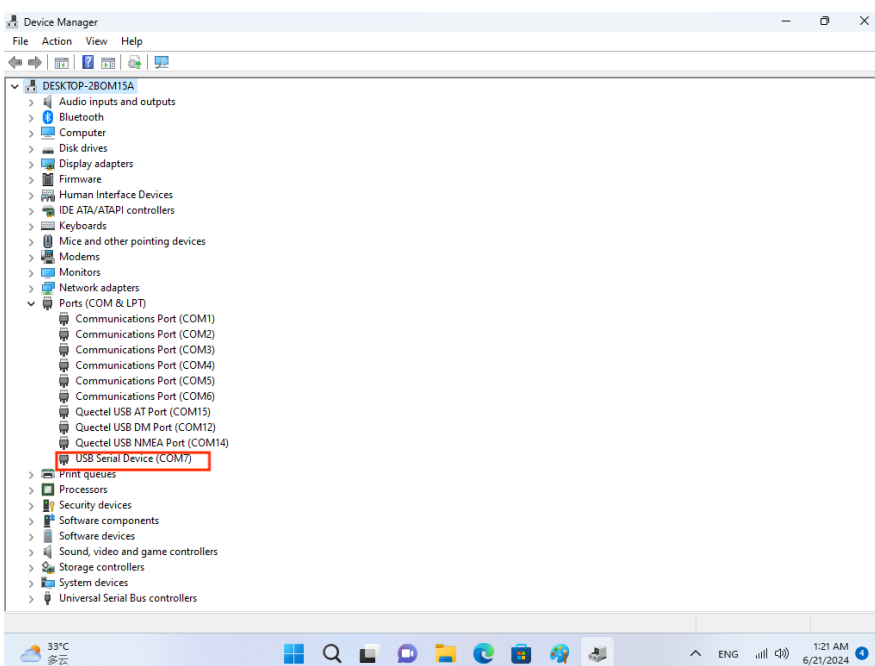 Device Manager
File Action View Help
DESKTOP-2BOM15A
Audio inputs and outputs
Bluetooth
Computer
Disk drives
Display adapters
Firmware
Human Interface Devices
IDE ATA/ATAPI controllers
Keyboards
Mice and other pointing devices
Modems
Monitors
Network adapters
Ports (COM & LPT)
Communications Port (COM1)
Communications Port (COM2)
Communications Port (COM3)
Communications Port (COM4)
Communications Port (COM5)
Communications Port (COM6)
Quectel USB AT Port (COM15)
Quectel USB DM Port (COM12)
Quectel USB NMEA Port (COM14)
USB Serial Device (COM7)
Print queues
Processors
Security devices
Software components
Software devices
Sound, video and game controllers
Storage controllers
System devices
Universal Serial Bus controllers
33°C
多云
ENG
1:21 AM
6/21/2024
4